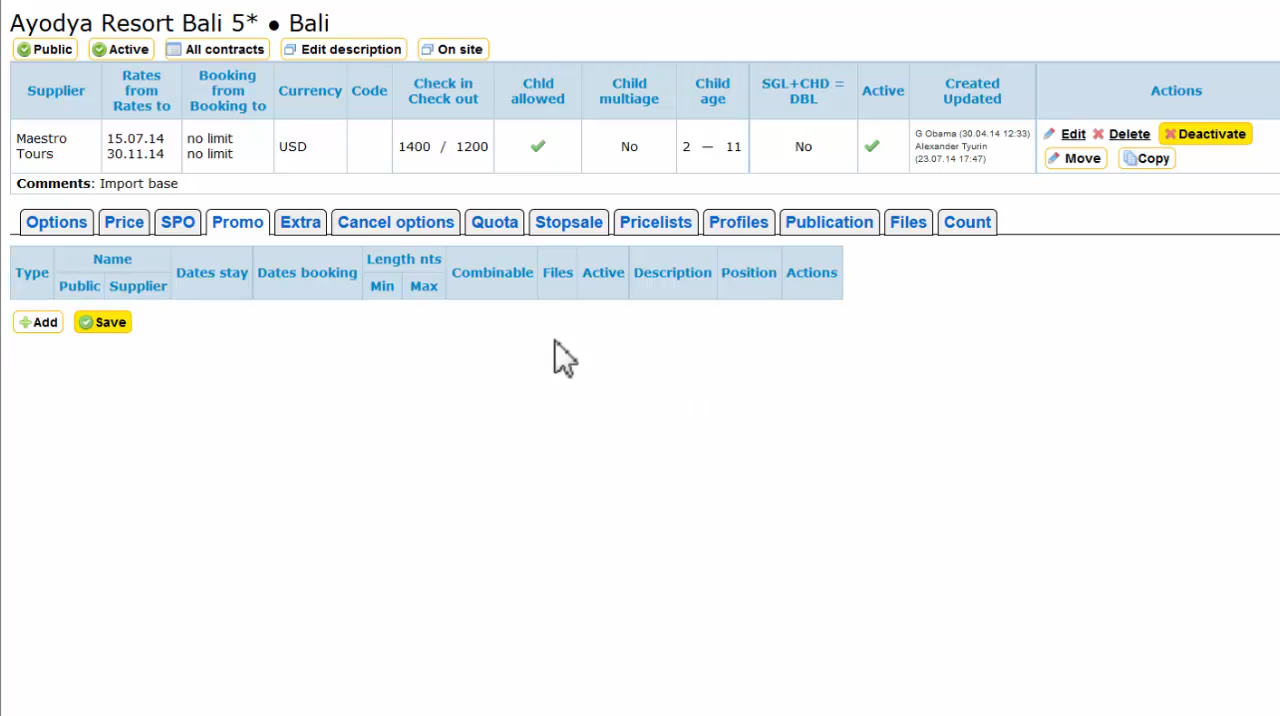 Ayodya Resort Bali 5* ● Bali
Public Active All contracts Edit description On site
Supplier Rates from Rates to Booking from Booking to Currency Code Check in Check out Chld allowed Child multiage Child age SGL+CHD = DBL Active Created Updated Actions
Maestro Tours 15.07.14 30.11.14 no limit no limit USD 1400 / 1200 No 2 — 11 No G Obama (30.04.14 12:33) Alexander Tyurin (23.07.14 17:47) Edit Delete Deactivate
Move Copy
Comments: Import base
Options Price SPO Promo Extra Cancel options Quota Stopsale Pricelists Profiles Publication Files Count
Type Name Dates stay Dates booking Length nts Combinable Files Active Description Position Actions
Public Supplier Min Max
Add Save